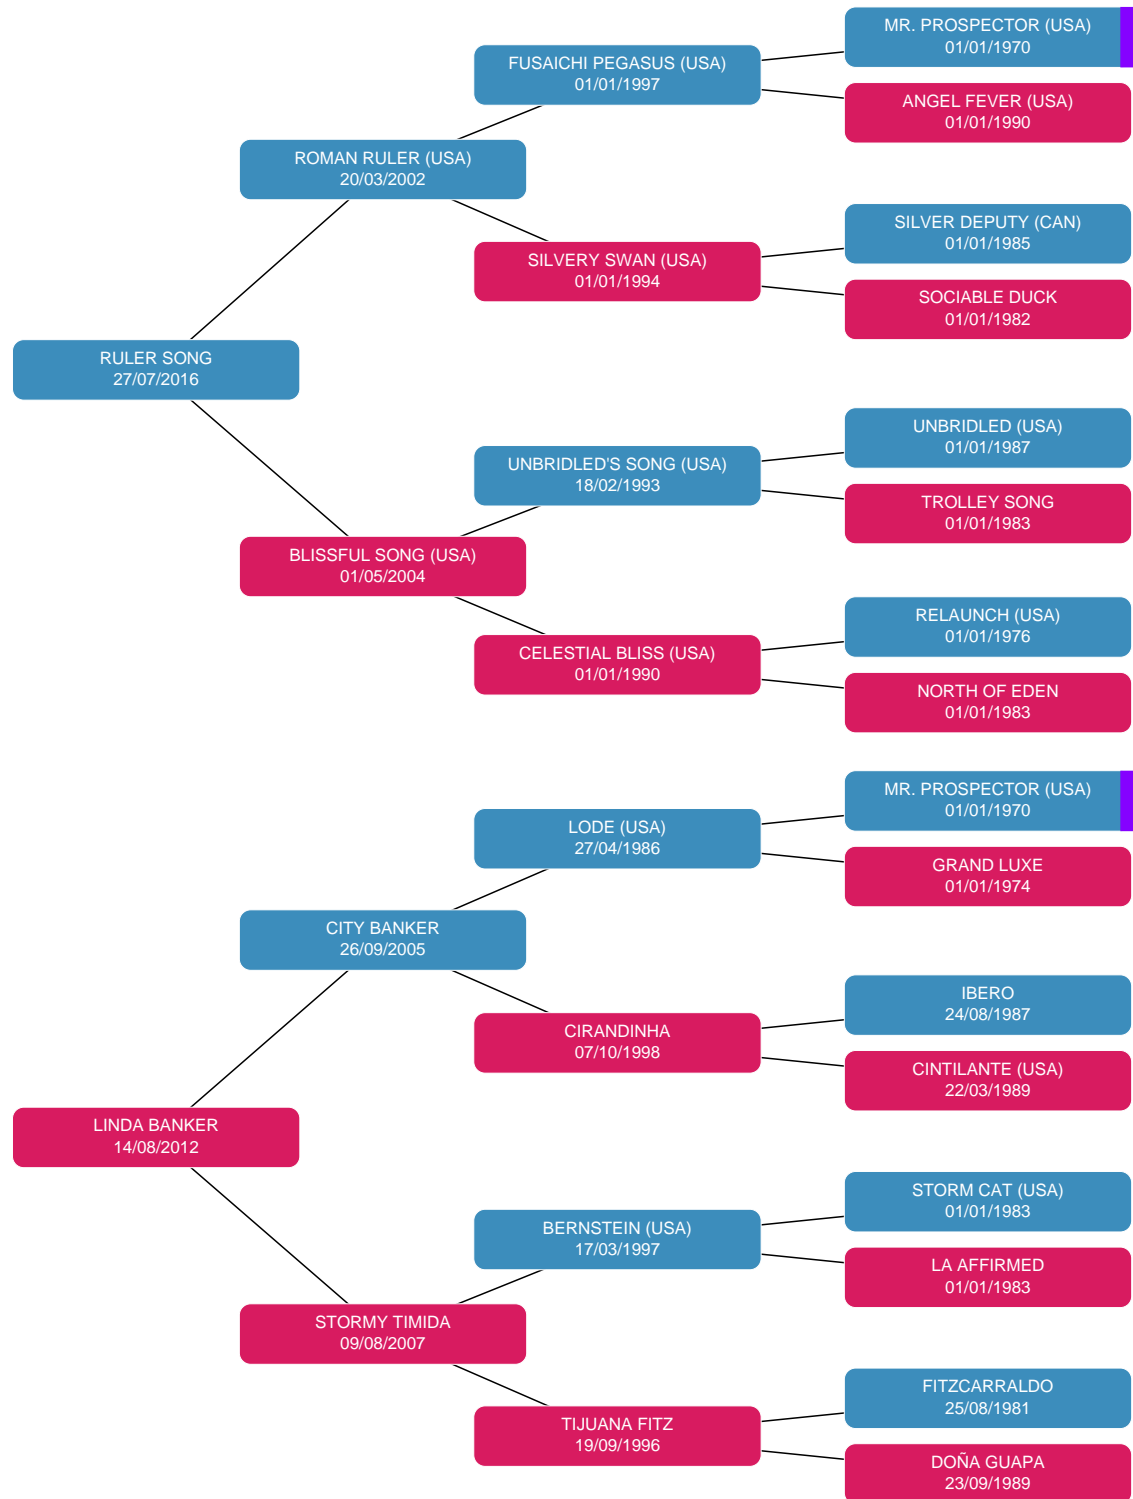 MR. PROSPECTOR (USA)
01/01/1970
FUSAICHI PEGASUS (USA)
01/01/1997
ANGEL FEVER (USA)
01/01/1990
ROMAN RULER (USA)
20/03/2002
SILVER DEPUTY (CAN)
01/01/1985
SILVERY SWAN (USA)
01/01/1994
SOCIABLE DUCK
01/01/1982
RULER SONG
27/07/2016
UNBRIDLED (USA)
01/01/1987
UNBRIDLED'S SONG (USA)
18/02/1993
TROLLEY SONG
01/01/1983
BLISSFUL SONG (USA)
01/05/2004
RELAUNCH (USA)
01/01/1976
CELESTIAL BLISS (USA)
01/01/1990
NORTH OF EDEN
01/01/1983
MR. PROSPECTOR (USA)
01/01/1970
LODE (USA)
27/04/1986
GRAND LUXE
01/01/1974
CITY BANKER
26/09/2005
IBERO
24/08/1987
CIRANDINHA
07/10/1998
CINTILANTE (USA)
22/03/1989
LINDA BANKER
14/08/2012
STORM CAT (USA)
01/01/1983
BERNSTEIN (USA)
17/03/1997
LA AFFIRMED
01/01/1983
STORMY TIMIDA
09/08/2007
FITZCARRALDO
25/08/1981
TIJUANA FITZ
19/09/1996
DOÑA GUAPA
23/09/1989